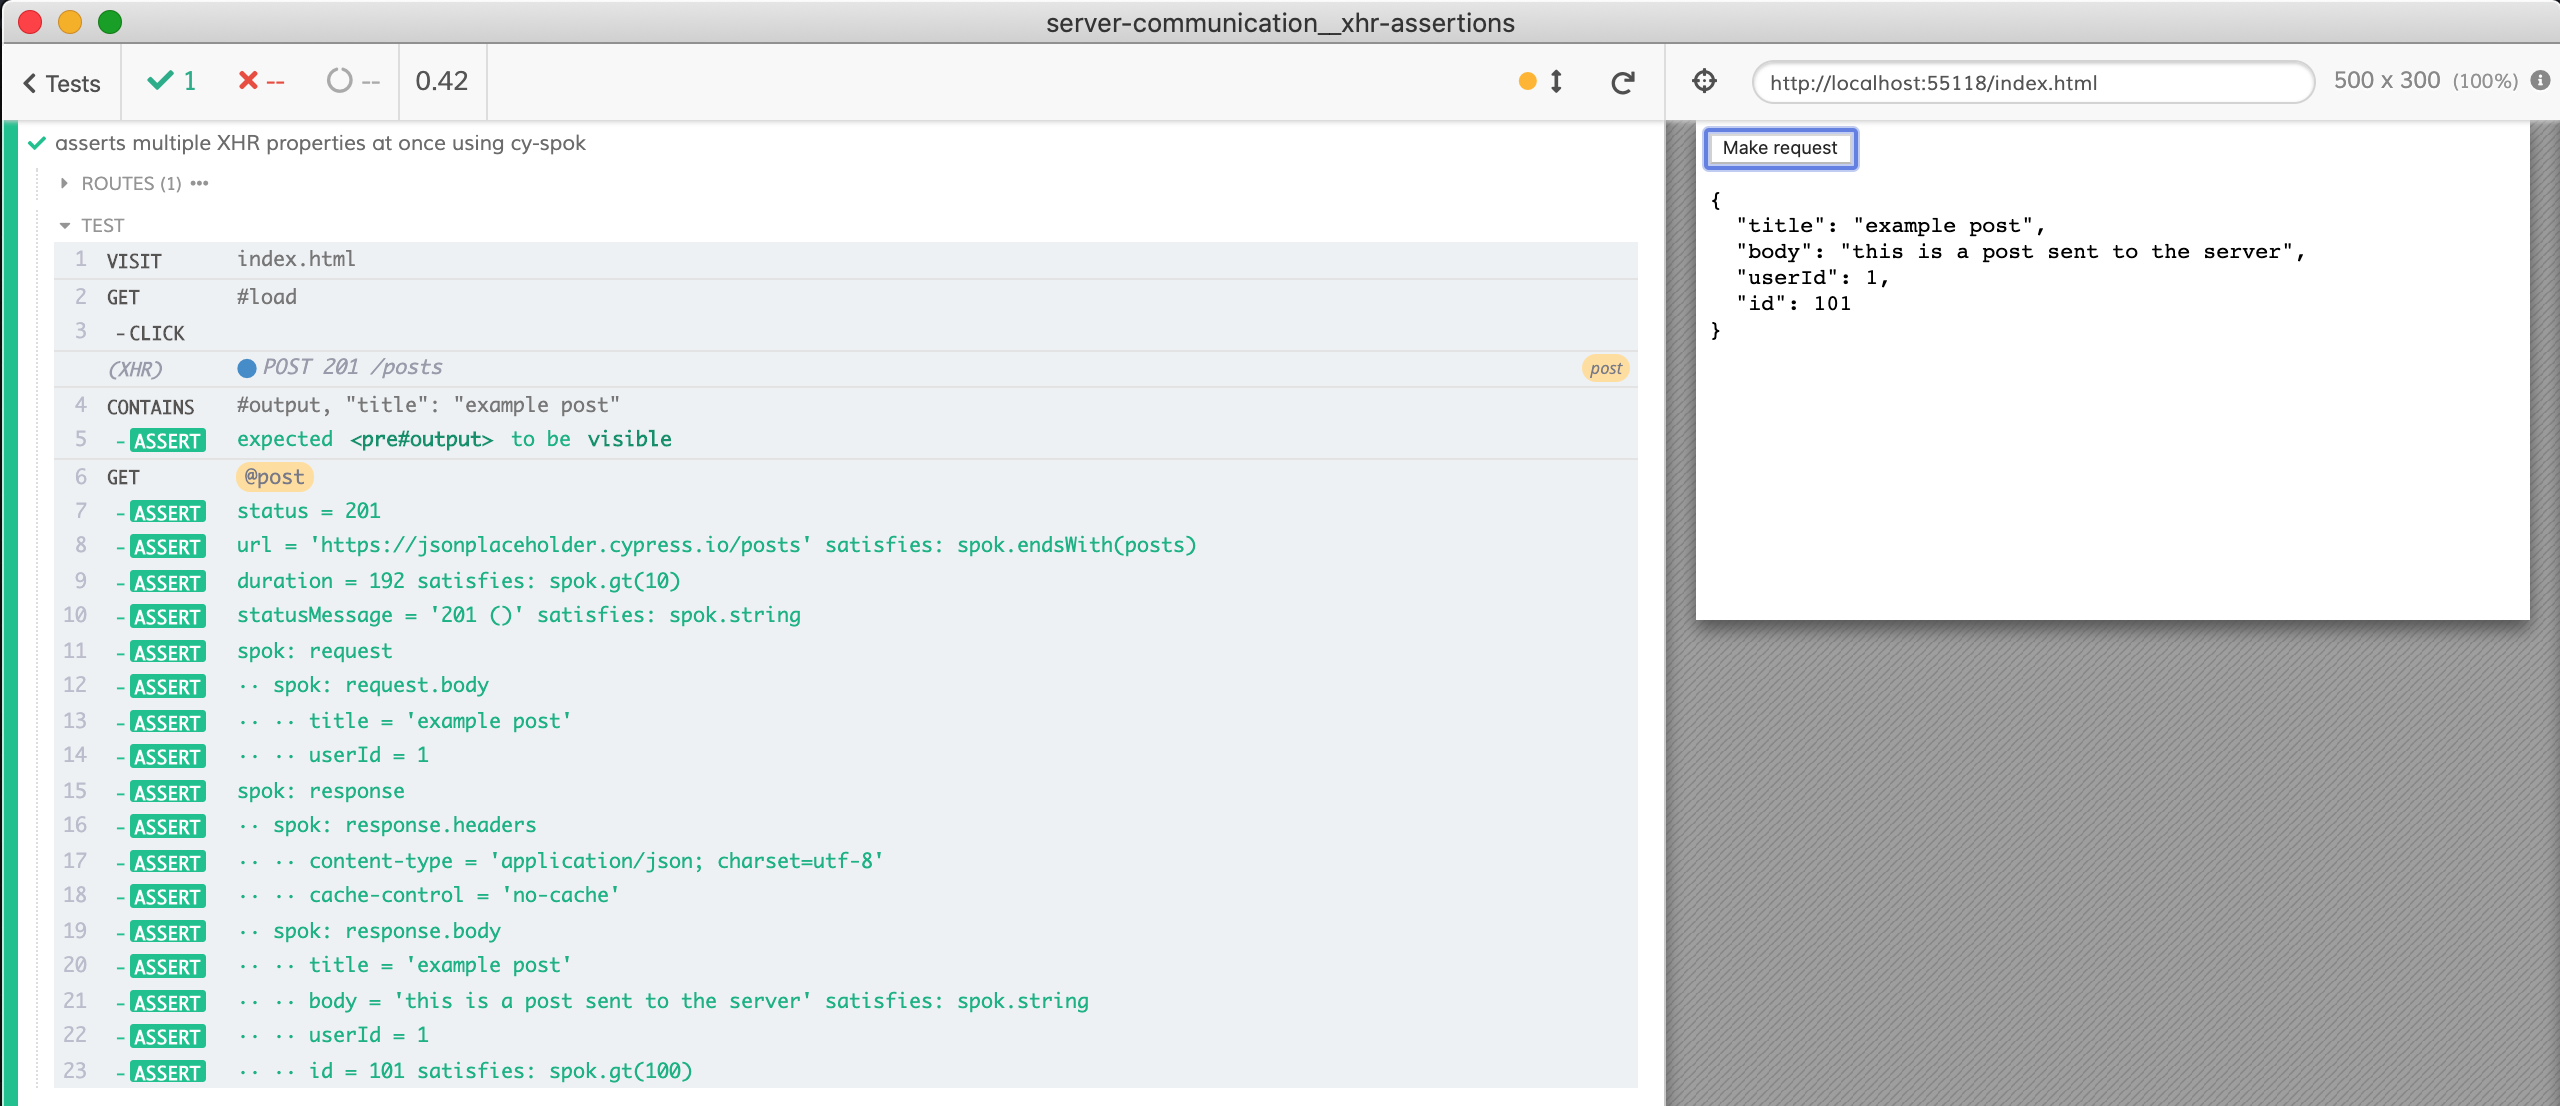 server-communication__xhr-assertions
Tests 1 -- -- 0.42
http://localhost:55118/index.html 500 x 300 (100%)
asserts multiple XHR properties at once using cy-spok
ROUTES (1) •••
TEST
1 VISIT index.html
2 GET #load
3 -CLICK
(XHR) POST 201 /posts post
4 CONTAINS #output, "title": "example post"
5 -ASSERT expected <pre#output> to be visible
6 GET @post
7 -ASSERT status = 201
8 -ASSERT url = 'https://jsonplaceholder.cypress.io/posts' satisfies: spok.endsWith(posts)
9 -ASSERT duration = 192 satisfies: spok.gt(10)
10 -ASSERT statusMessage = '201 ()' satisfies: spok.string
11 -ASSERT spok: request
12 -ASSERT ·· spok: request.body
13 -ASSERT ·· ·· title = 'example post'
14 -ASSERT ·· ·· userId = 1
15 -ASSERT spok: response
16 -ASSERT ·· spok: response.headers
17 -ASSERT ·· ·· content-type = 'application/json; charset=utf-8'
18 -ASSERT ·· ·· cache-control = 'no-cache'
19 -ASSERT ·· spok: response.body
20 -ASSERT ·· ·· title = 'example post'
21 -ASSERT ·· ·· body = 'this is a post sent to the server' satisfies: spok.string
22 -ASSERT ·· ·· userId = 1
23 -ASSERT ·· ·· id = 101 satisfies: spok.gt(100)
Make request
{
"title": "example post",
"body": "this is a post sent to the server",
"userId": 1,
"id": 101
}